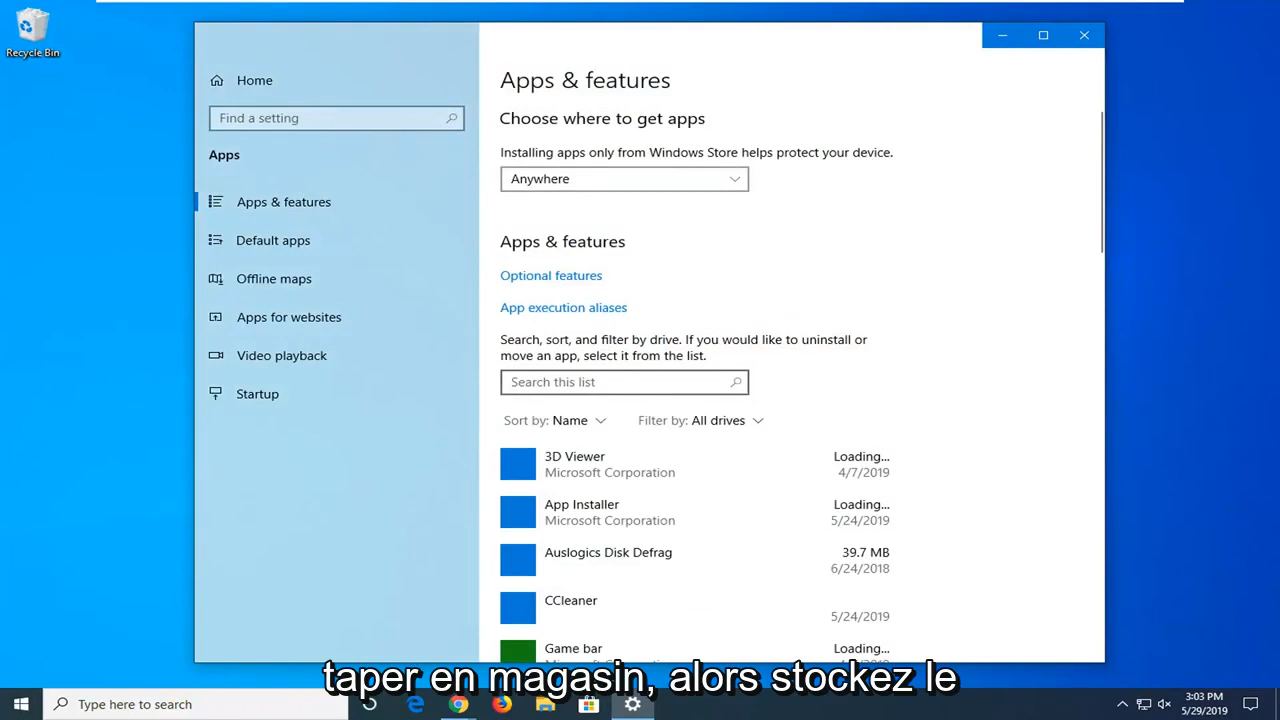 Recycle Bin
Home
Find a setting
Apps
Apps & features
Default apps
Offline maps
Apps for websites
Video playback
Startup
Apps & features
Choose where to get apps
Installing apps only from Windows Store helps protect your device.
Anywhere
Apps & features
Optional features
App execution aliases
Search, sort, and filter by drive. If you would like to uninstall or
move an app, select it from the list.
Search this list
Sort by: Name Filter by: All drives
3D Viewer Loading...
Microsoft Corporation 4/7/2019
App Installer Loading...
Microsoft Corporation 5/24/2019
Auslogics Disk Defrag 39.7 MB
6/24/2018
CCleaner
5/24/2019
Game bar Loading...
taper en magasin, alors stockez le
Type here to search
3:03 PM
5/29/2019